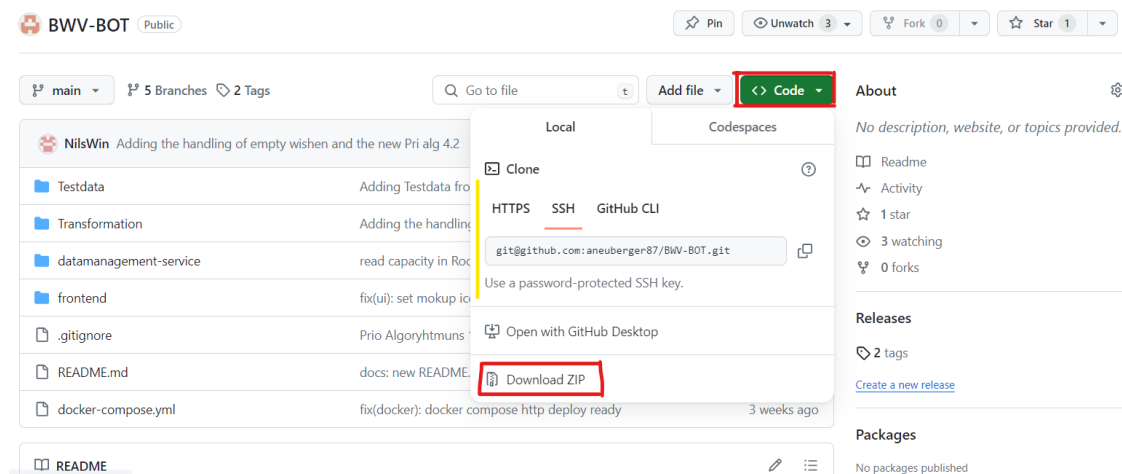 BWV-BOT Public
Pin
Unwatch 3
Fork 0
Star 1
main
5 Branches
2 Tags
Go to file t
Add file
<> Code
NilsWin Adding the handling of empty wishen and the new Pri alg 4.2
Testdata Adding Testdata fro
Transformation Adding the handling
datamanagement-service read capacity in Roo
frontend fix(ui): set mokup ico
.gitignore Prio Algoryhtmuns
README.md docs: new README.
docker-compose.yml fix(docker): docker compose http deploy ready 3 weeks ago
README
Local
Codespaces
Clone
HTTPS SSH GitHub CLI
git@github.com:aneuberger87/BWV-BOT.git
Use a password-protected SSH key.
Open with GitHub Desktop
Download ZIP
About
No description, website, or topics provided.
Readme
Activity
1 star
3 watching
0 forks
Releases
2 tags
Create a new release
Packages
No packages published